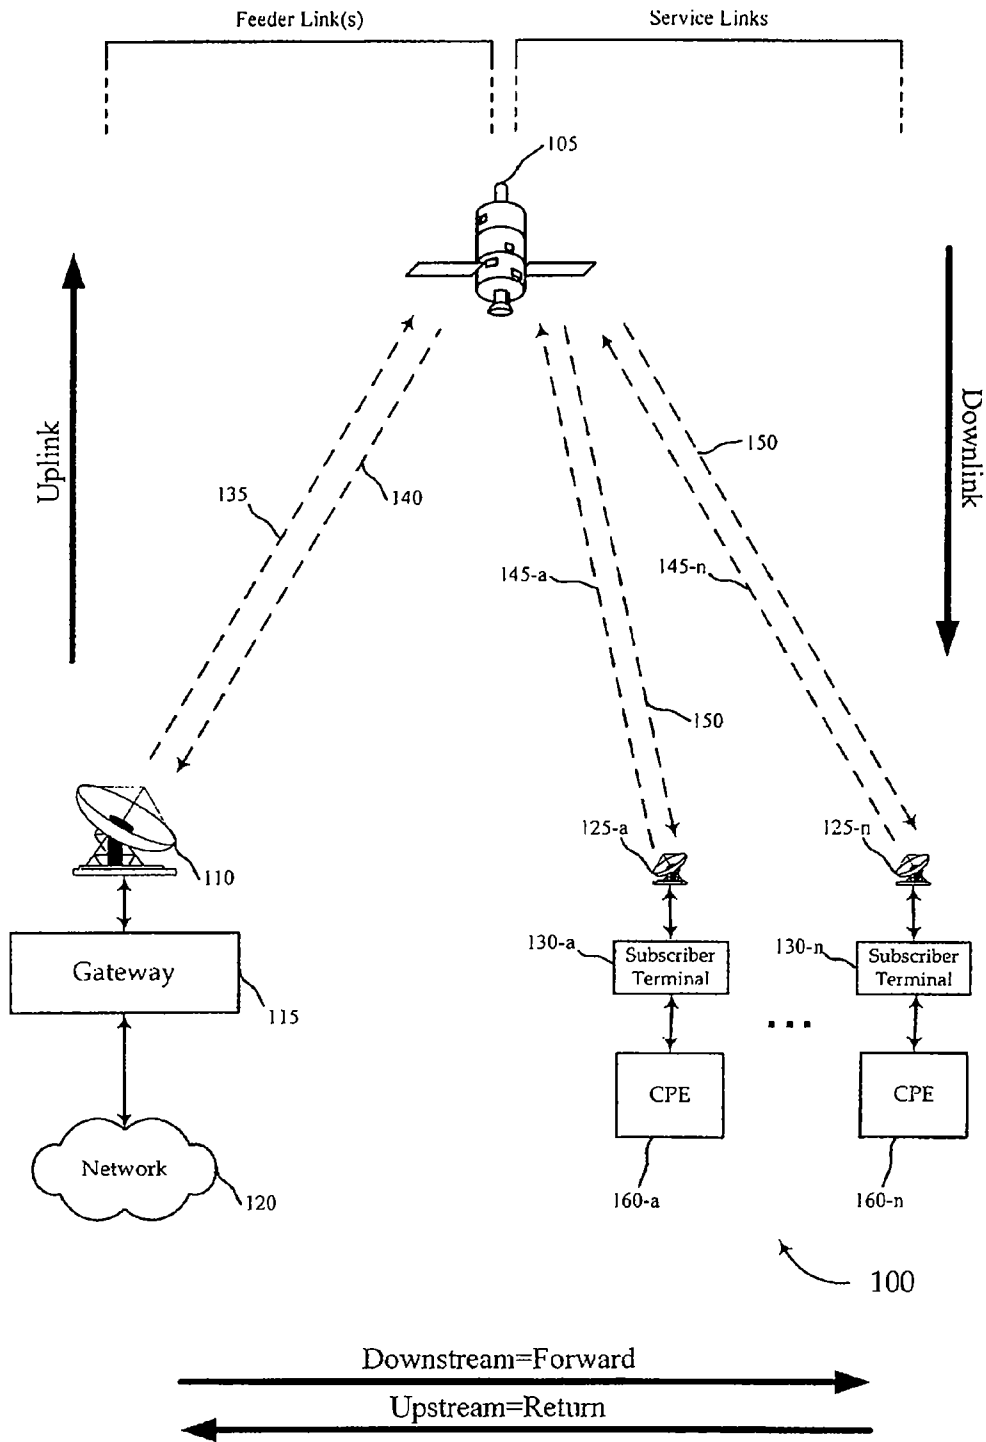 Feeder Link(s)
Service Links
105
Uplink
Downlink
150
135
140
145-a
145-n
150
125-a
125-n
110
130-a
130-n
Gateway
Subscriber
Terminal
Subscriber
Terminal
115
...
CPE
CPE
Network
120
160-a
160-n
100
Downstream=Forward
Upstream=Return